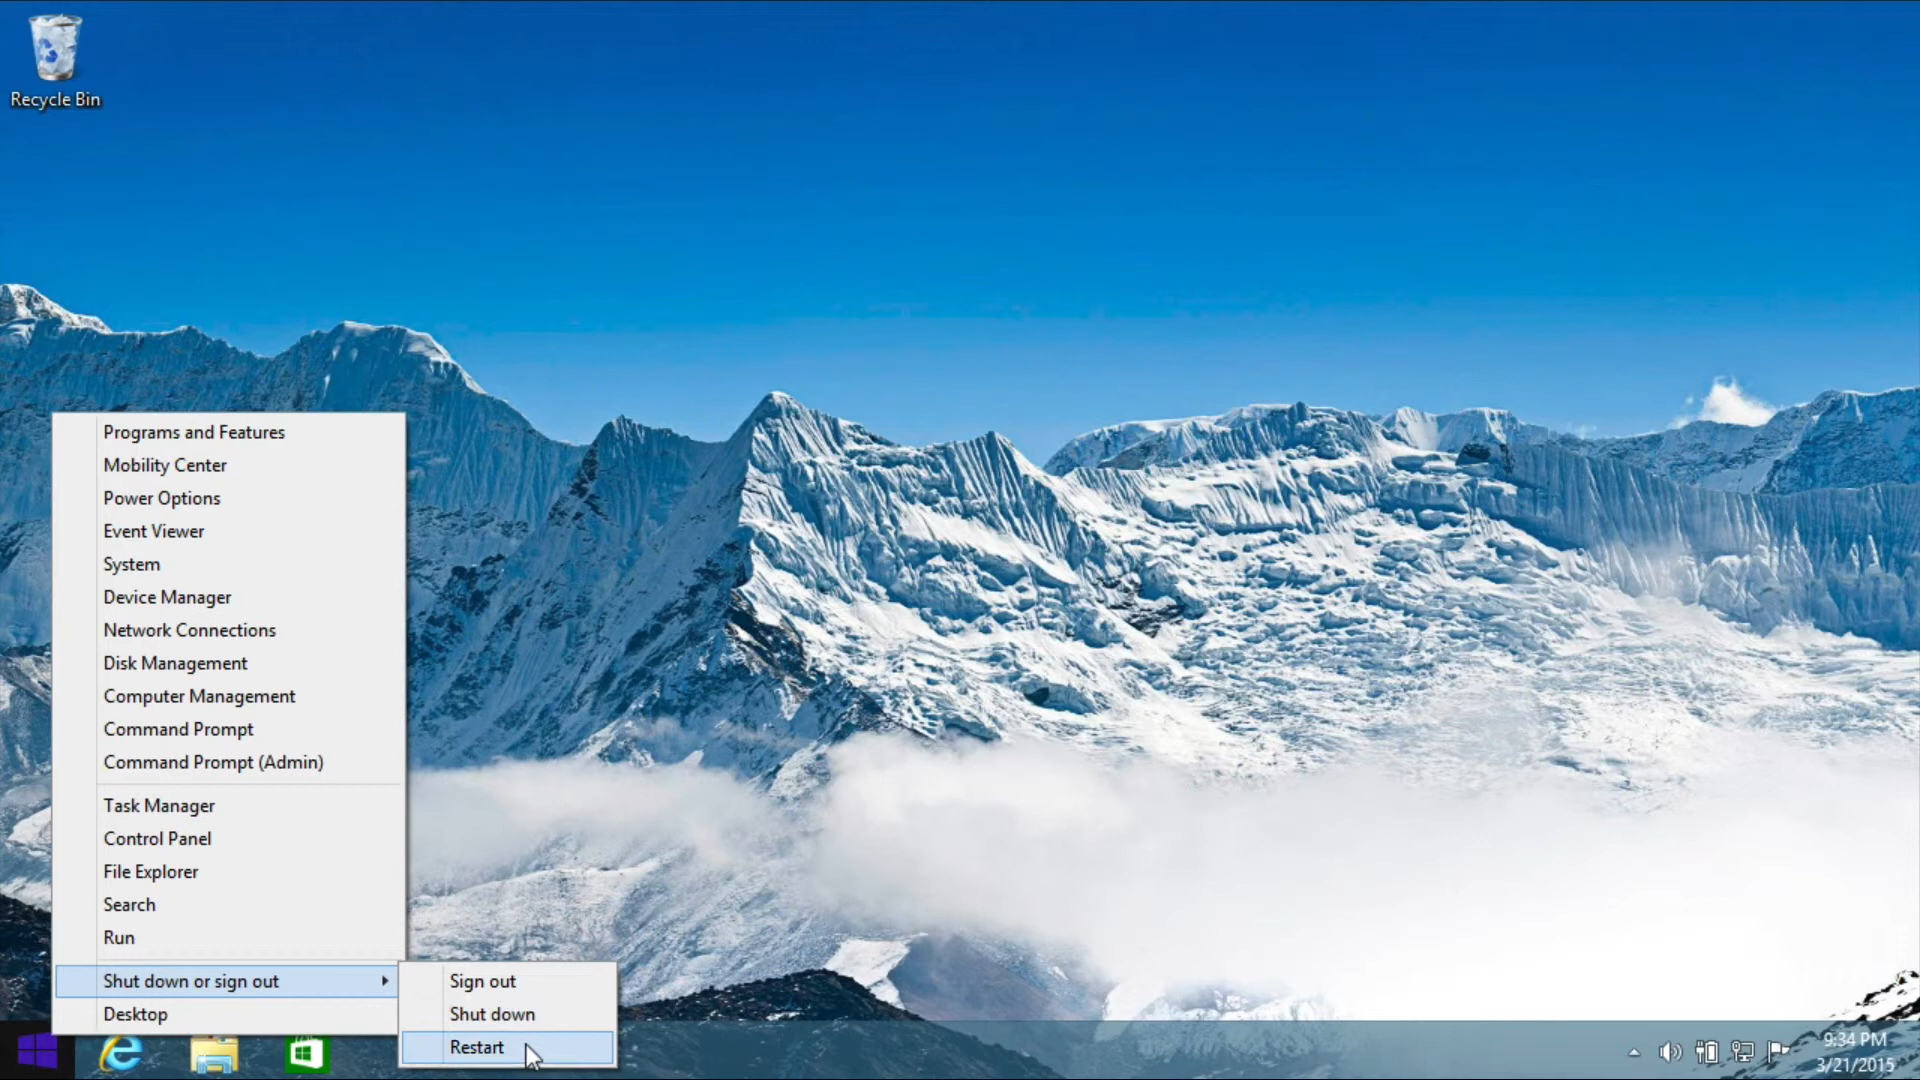 Recycle Bin
Programs and Features
Mobility Center
Power Options
Event Viewer
System
Device Manager
Network Connections
Disk Management
Computer Management
Command Prompt
Command Prompt (Admin)
Task Manager
Control Panel
File Explorer
Search
Run
Shut down or sign out
Desktop
Sign out
Shut down
Restart
9:34 PM
3/21/2015